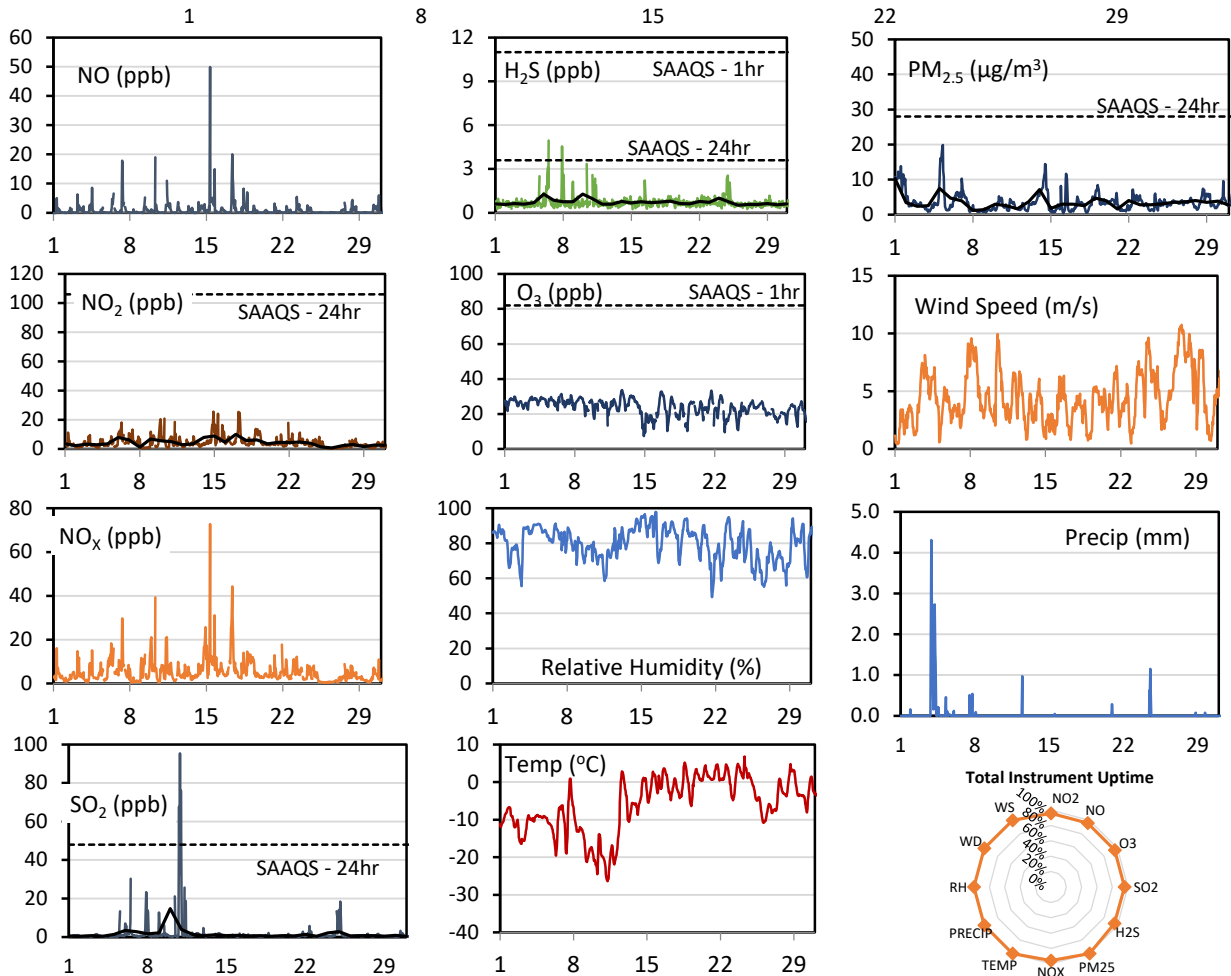 1 8 15 22 29
60
50
40
30
20
10
0
NO (ppb)
1 8 15 22 29
12
9
6
3
0
H₂S (ppb)
SAAQS - 1hr
SAAQS - 24hr
1 8 15 22 29
50
40
30
20
10
0
PM₂.₅ (µg/m³)
SAAQS - 24hr
1 8 15 22 29
120
100
80
60
40
20
0
NO₂ (ppb)
SAAQS - 24hr
1 8 15 22 29
100
80
60
40
20
0
O₃ (ppb)
SAAQS - 1hr
1 8 15 22 29
15
10
5
0
Wind Speed (m/s)
1 8 15 22 29
80
60
40
20
0
NOX (ppb)
1 8 15 22 29
100
80
60
40
20
0
Relative Humidity (%)
1 8 15 22 29
5.0
4.0
3.0
2.0
1.0
0.0
Precip (mm)
1 8 15 22 29
100
80
60
40
20
0
SO₂ (ppb)
SAAQS - 24hr
1 8 15 22 29
10
0
-10
-20
-30
-40
Temp (ºC)
1 8 15 22 29
Total Instrument Uptime
100%
80%
60%
40%
20%
0%
NO2
NO
O3
SO2
H2S
PM25
NOX
TEMP
PRECIP
RH
WD
WS